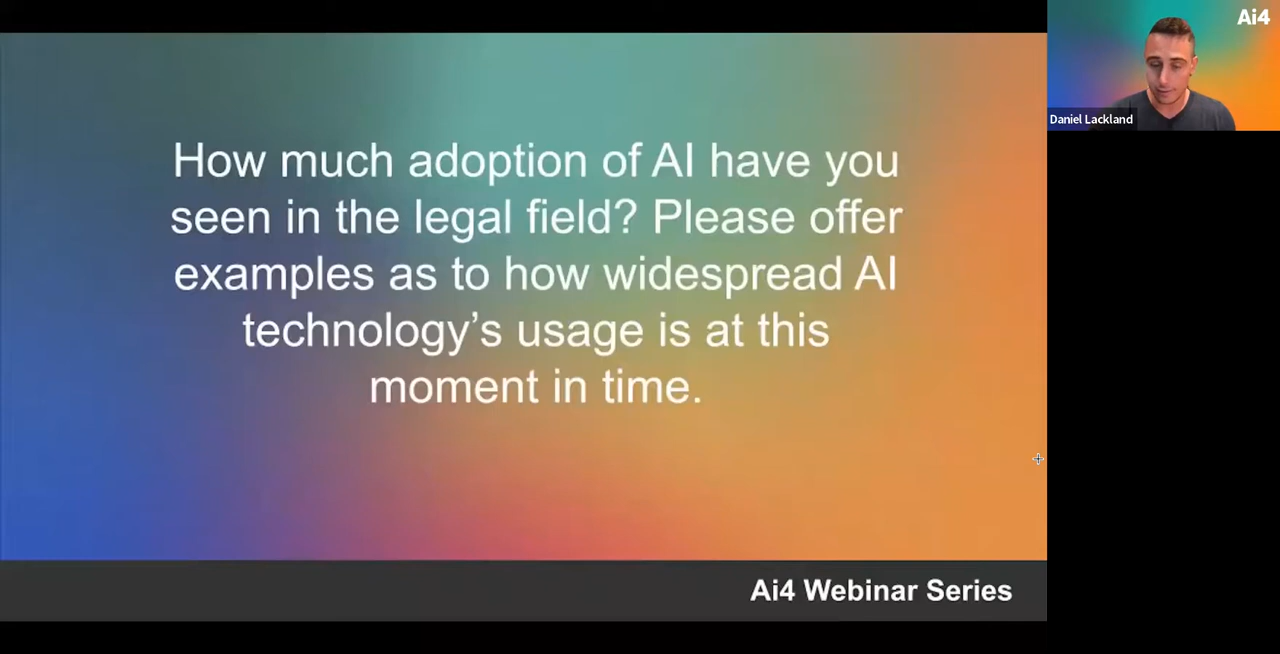 How much adoption of AI have you
seen in the legal field? Please offer
examples as to how widespread AI
technology’s usage is at this
moment in time.
Ai4 Webinar Series
Ai4
Daniel Lackland